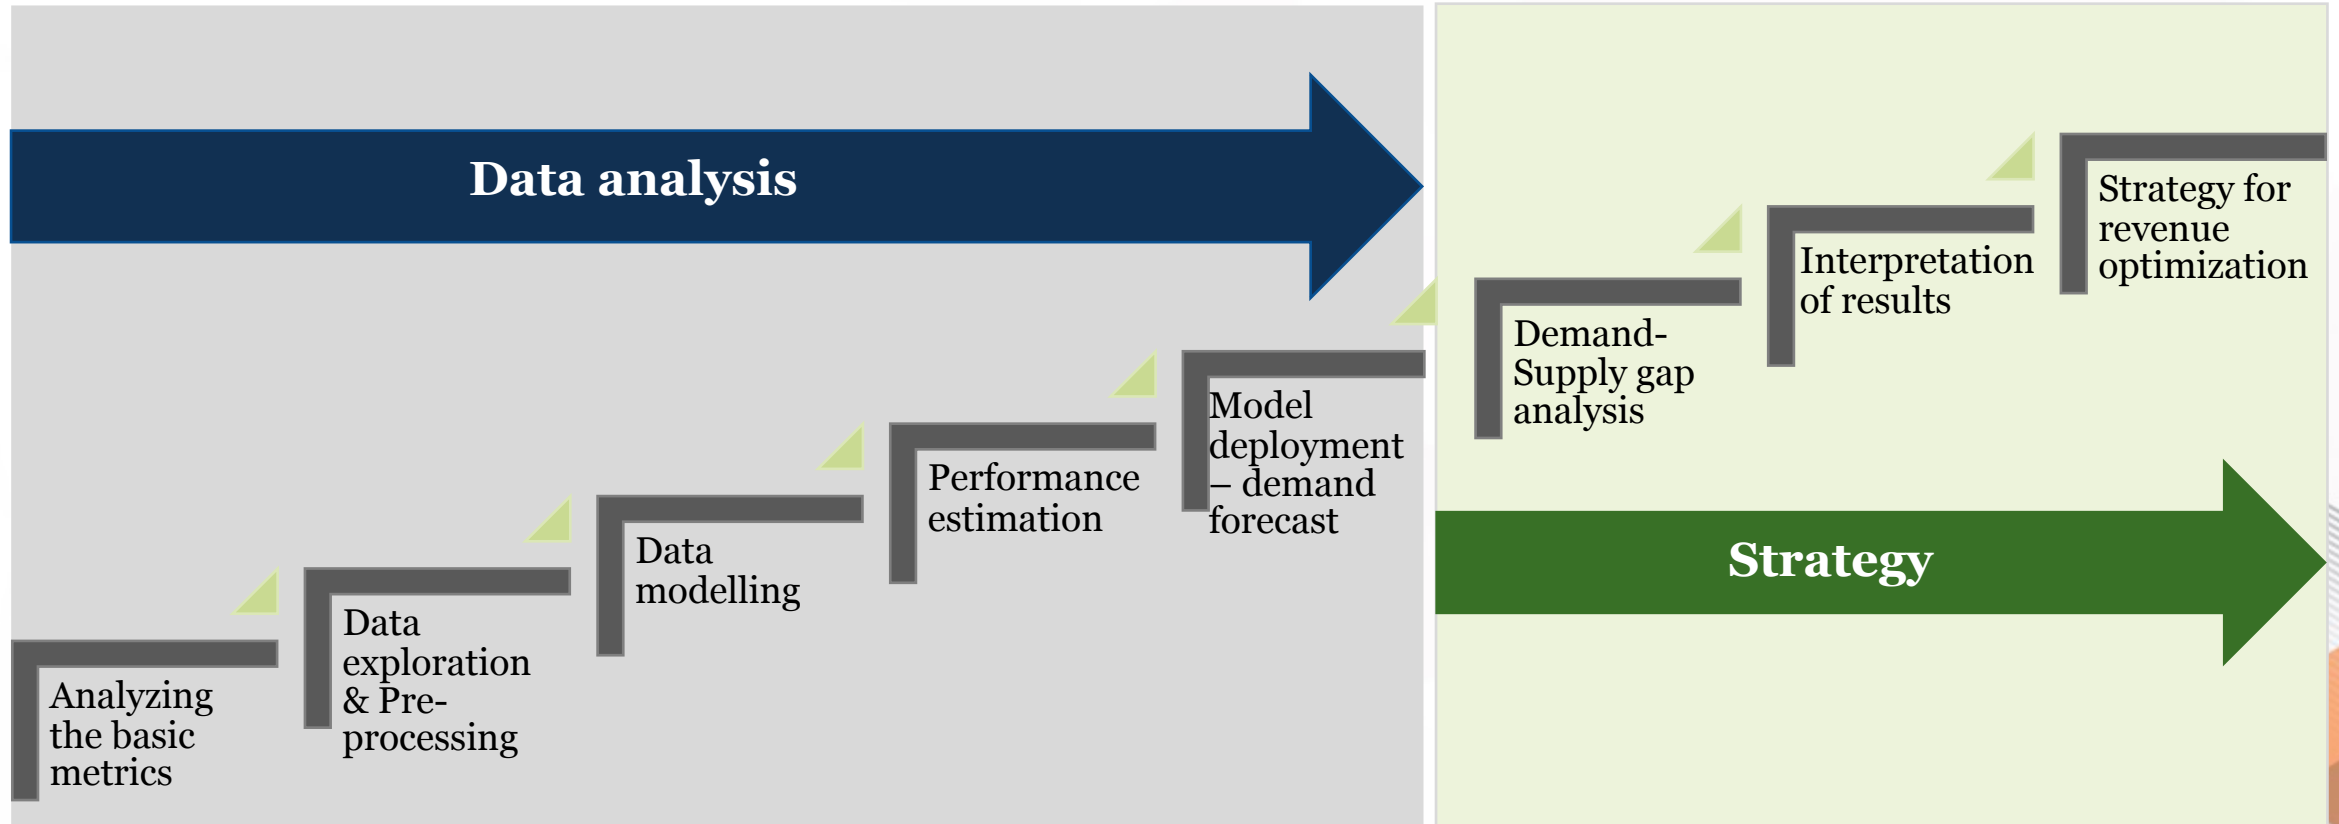 Data analysis
Analyzing
the basic
metrics
Data
exploration
& Pre-
processing
Data
modelling
Performance
estimation
Model
deployment
– demand
forecast
Demand-
Supply gap
analysis
Interpretation
of results
Strategy for
revenue
optimization
Strategy